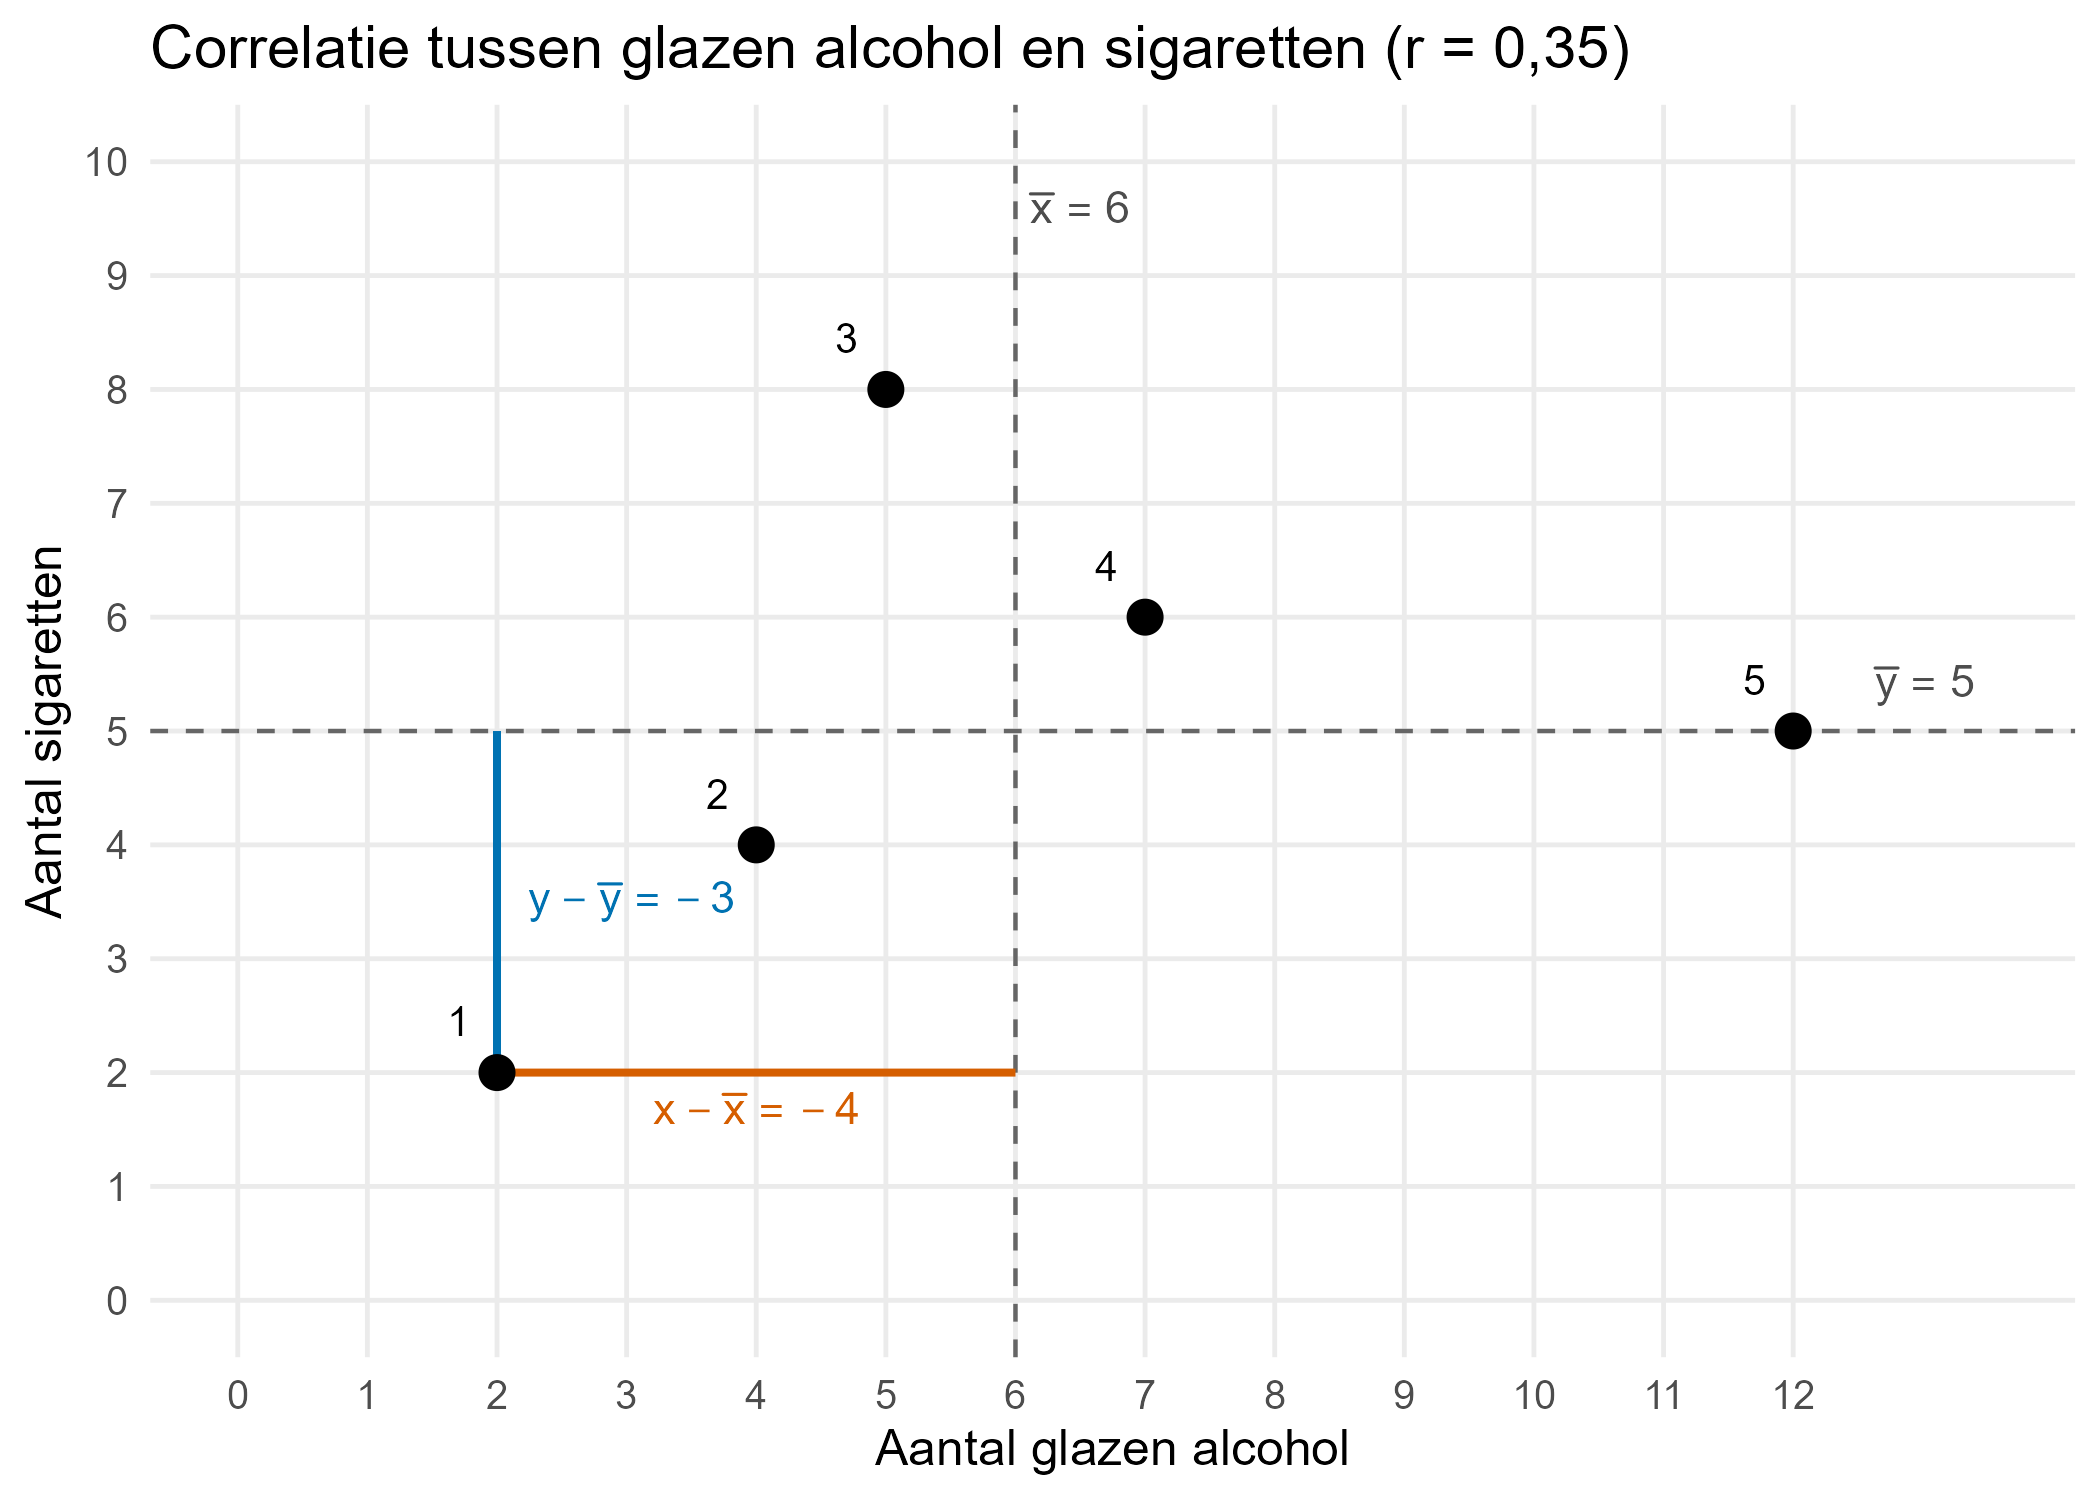 Correlatie tussen glazen alcohol en sigaretten (r = 0,35)
10
x̅ = 6
9
3
8
7
4
6
5
y̅ = 5
5
2
4
y − y̅ = − 3
3
1
2
x − x̅ = − 4
1
0
0 1 2 3 4 5 6 7 8 9 10 11 12
Aantal glazen alcohol
Aantal sigaretten